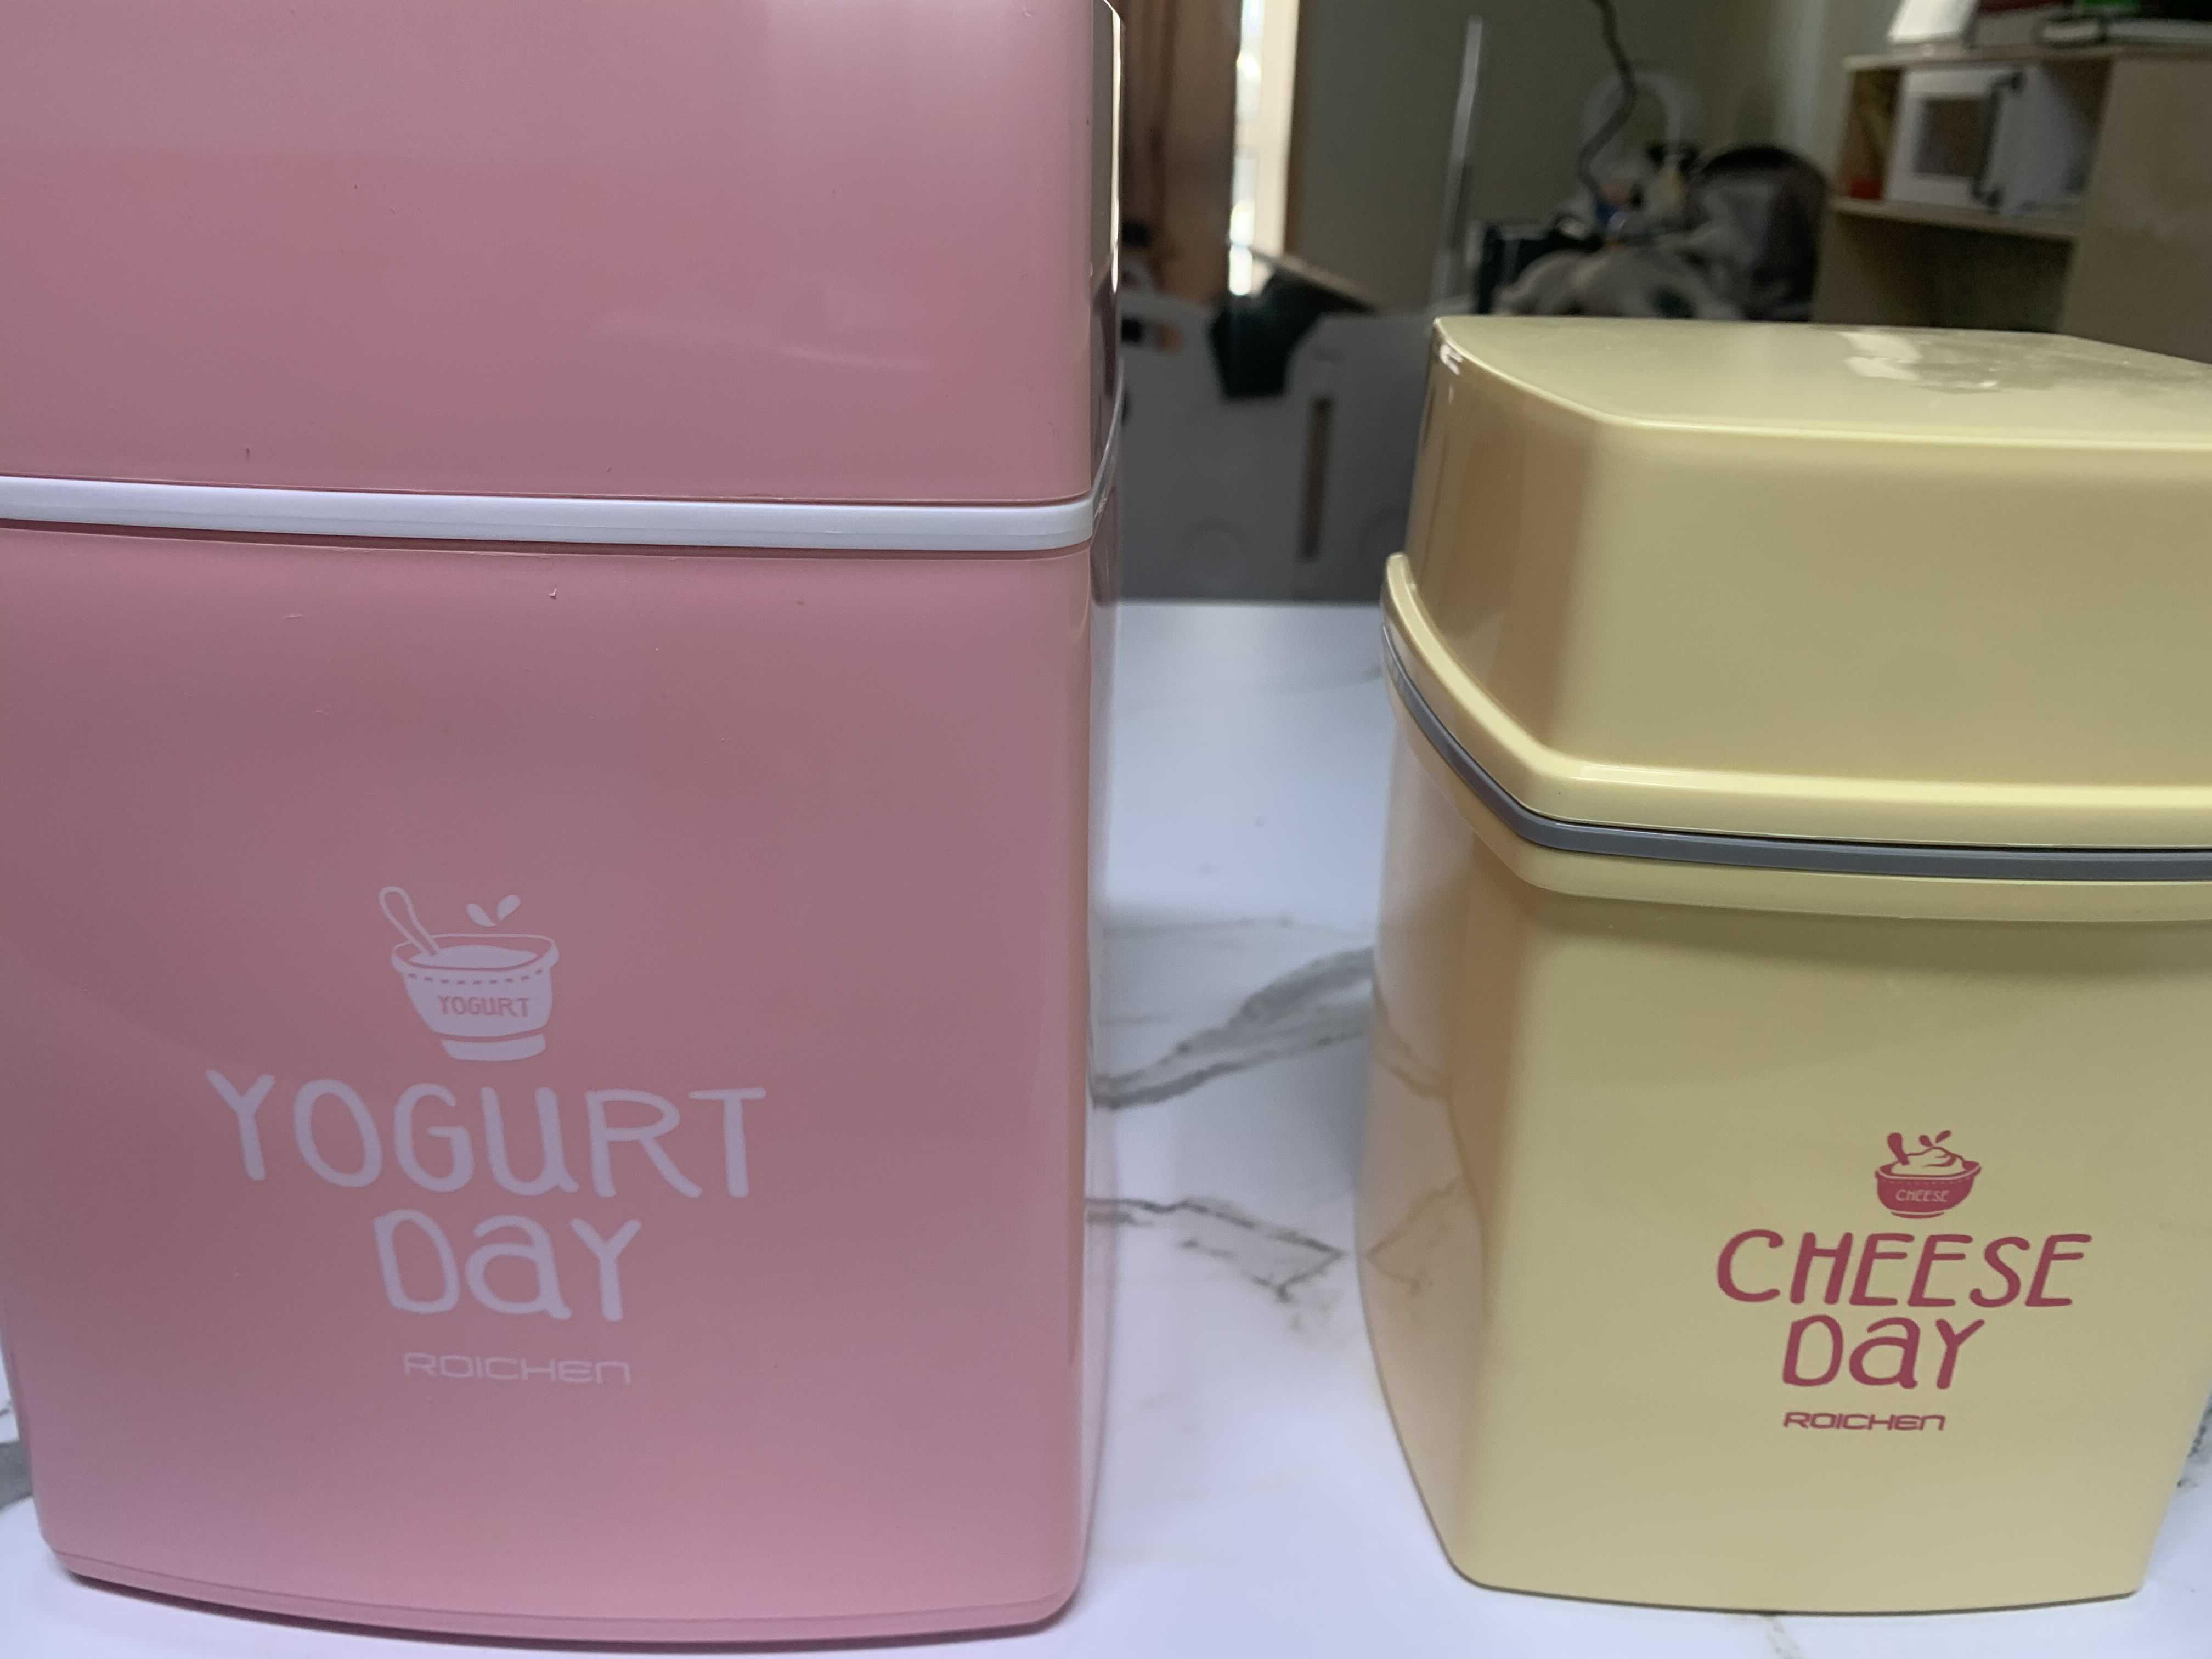 YOGURT
YOGURT
DaY
ROICHEN
CHEESE
CHEESE
DaY
ROICHEN